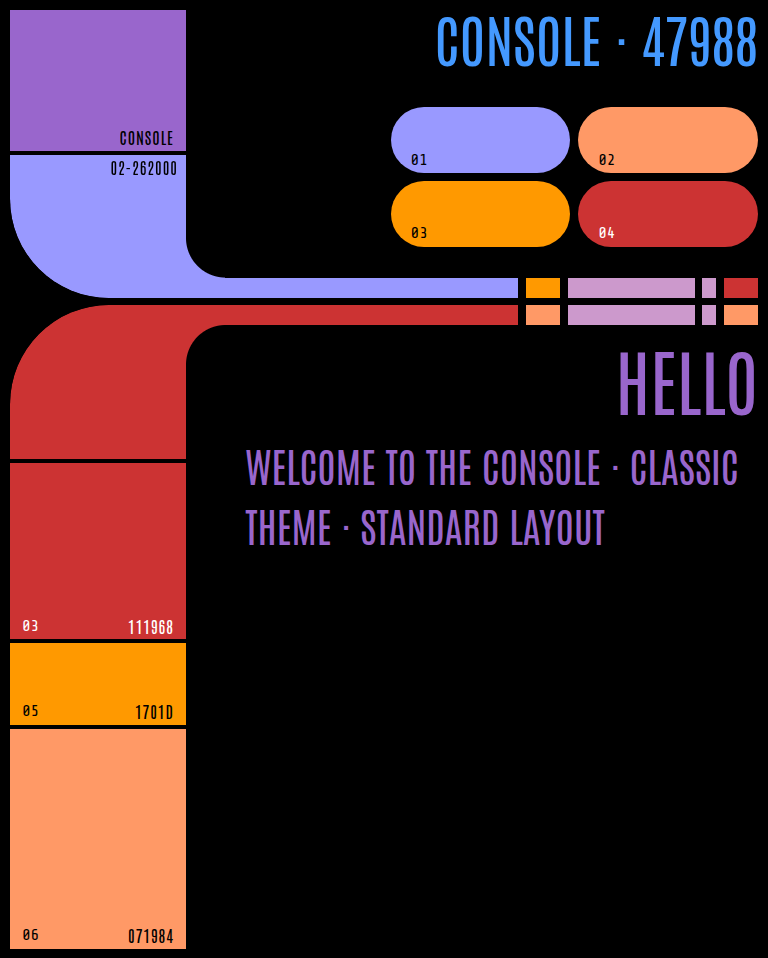 CONSOLE
02-262000
CONSOLE · 47988
01
02
03
04
HELLO
WELCOME TO THE CONSOLE · CLASSIC
THEME · STANDARD LAYOUT
03 111968
05 1701D
06 071984